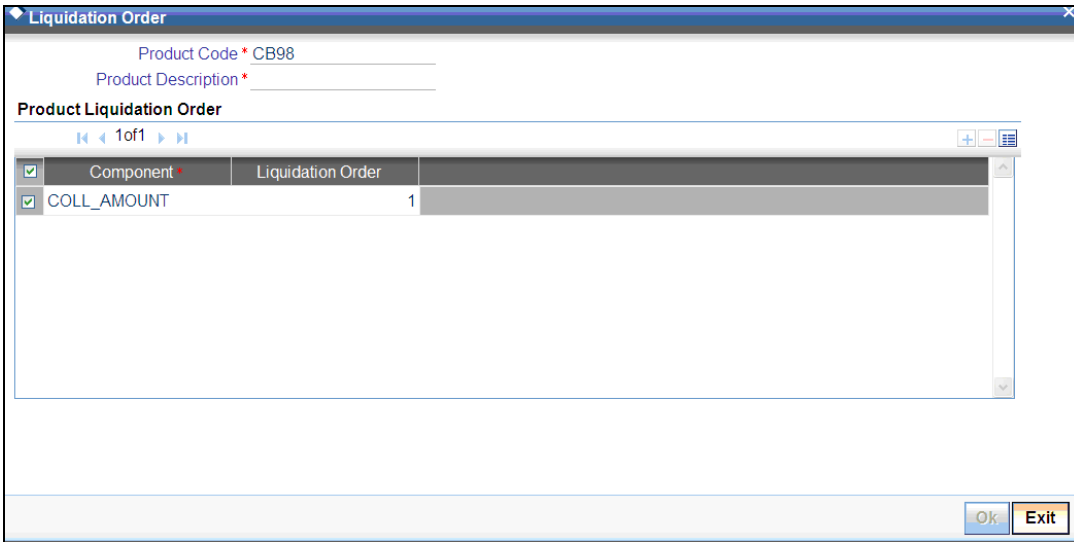 Liquidation Order
Product Code * CB98
Product Description *
Product Liquidation Order
1of1
Component * Liquidation Order
COLL_AMOUNT 1
Ok Exit